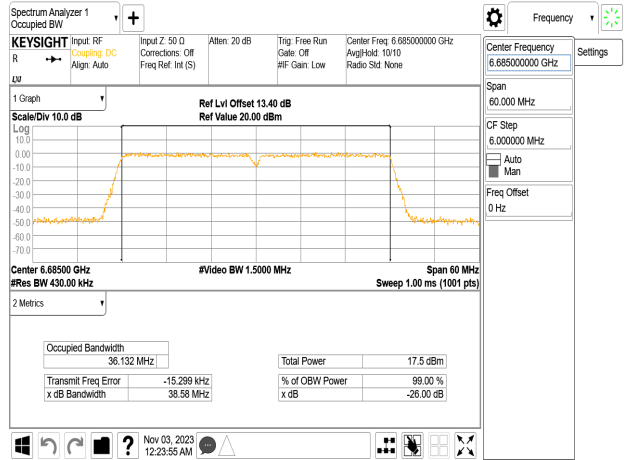 Spectrum Analyzer 1
Occupied BW
Frequency
KEYSIGHT
R
Input: RF
Coupling: DC
Align: Auto
Input Z: 50 Ω
Corrections: Off
Freq Ref: Int (S)
Atten: 20 dB
Trig: Free Run
Gate: Off
#IF Gain: Low
Center Freq: 6.685000000 GHz
Avg|Hold: 10/10
Radio Std: None
Center Frequency
6.685000000 GHz
Settings
Span
60.000 MHz
CF Step
6.000000 MHz
Auto
Man
Freq Offset
0 Hz
1 Graph
Scale/Div 10.0 dB
Ref Lvl Offset 13.40 dB
Ref Value 20.00 dBm
Log
10.0
0.00
-10.0
-20.0
-30.0
-40.0
-50.0
-60.0
-70.0
Center 6.68500 GHz
#Res BW 430.00 kHz
#Video BW 1.5000 MHz
Span 60 MHz
Sweep 1.00 ms (1001 pts)
2 Metrics
Occupied Bandwidth
36.132 MHz
Total Power 17.5 dBm
Transmit Freq Error -15.299 kHz
% of OBW Power 99.00 %
x dB Bandwidth 38.58 MHz
x dB -26.00 dB
?
Nov 03, 2023
12:23:55 AM